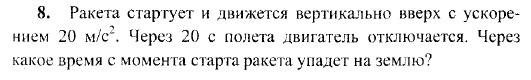 8. Ракета стартует и движется вертикально вверх с ускоре-
нием 20 м/с². Через 20 с полета двигатель отключается. Через
какое время с момента старта ракета упадет на землю?